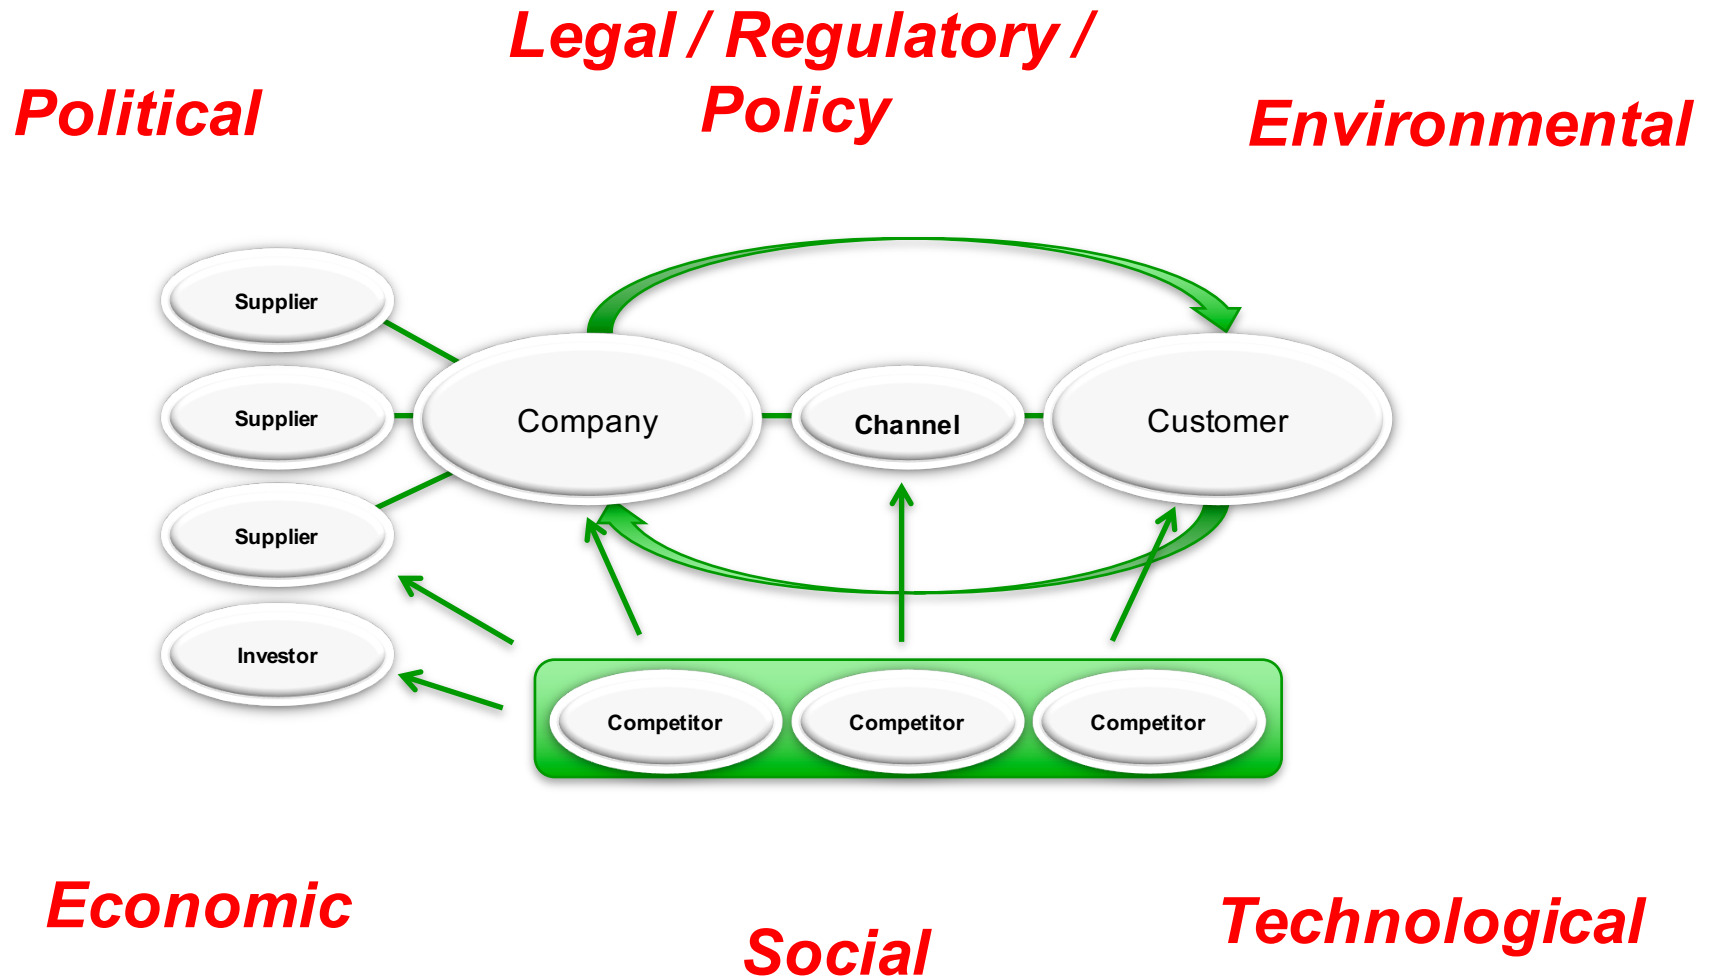 Legal / Regulatory /
Policy
Political
Environmental
Supplier
Supplier
Company
Channel
Customer
Supplier
Investor
Competitor
Competitor
Competitor
Economic
Social
Technological